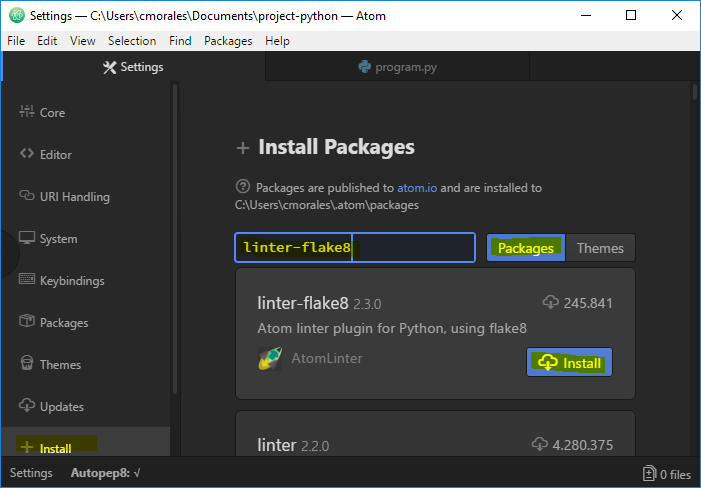 Settings — C:\Users\cmorales\Documents\project-python — Atom
File Edit View Selection Find Packages Help
Settings program.py
Core
Editor
URI Handling
System
Keybindings
Packages
Themes
Updates
Install
Install Packages
Packages are published to atom.io and are installed to
C:\Users\cmorales\.atom\packages
linter-flake8 Packages Themes
linter-flake8 2.3.0 245.841
Atom linter plugin for Python, using flake8
AtomLinter Install
linter 2.2.0 4.280.375
Settings Autopep8: √ 0 files